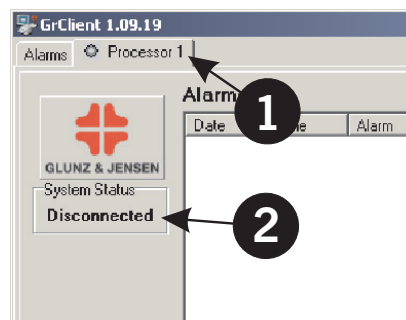 GrClient 1.09.19
Alarms Processor 1
Alarm
1
Date Alarm
GLUNZ & JENSEN
System Status
Disconnected
2